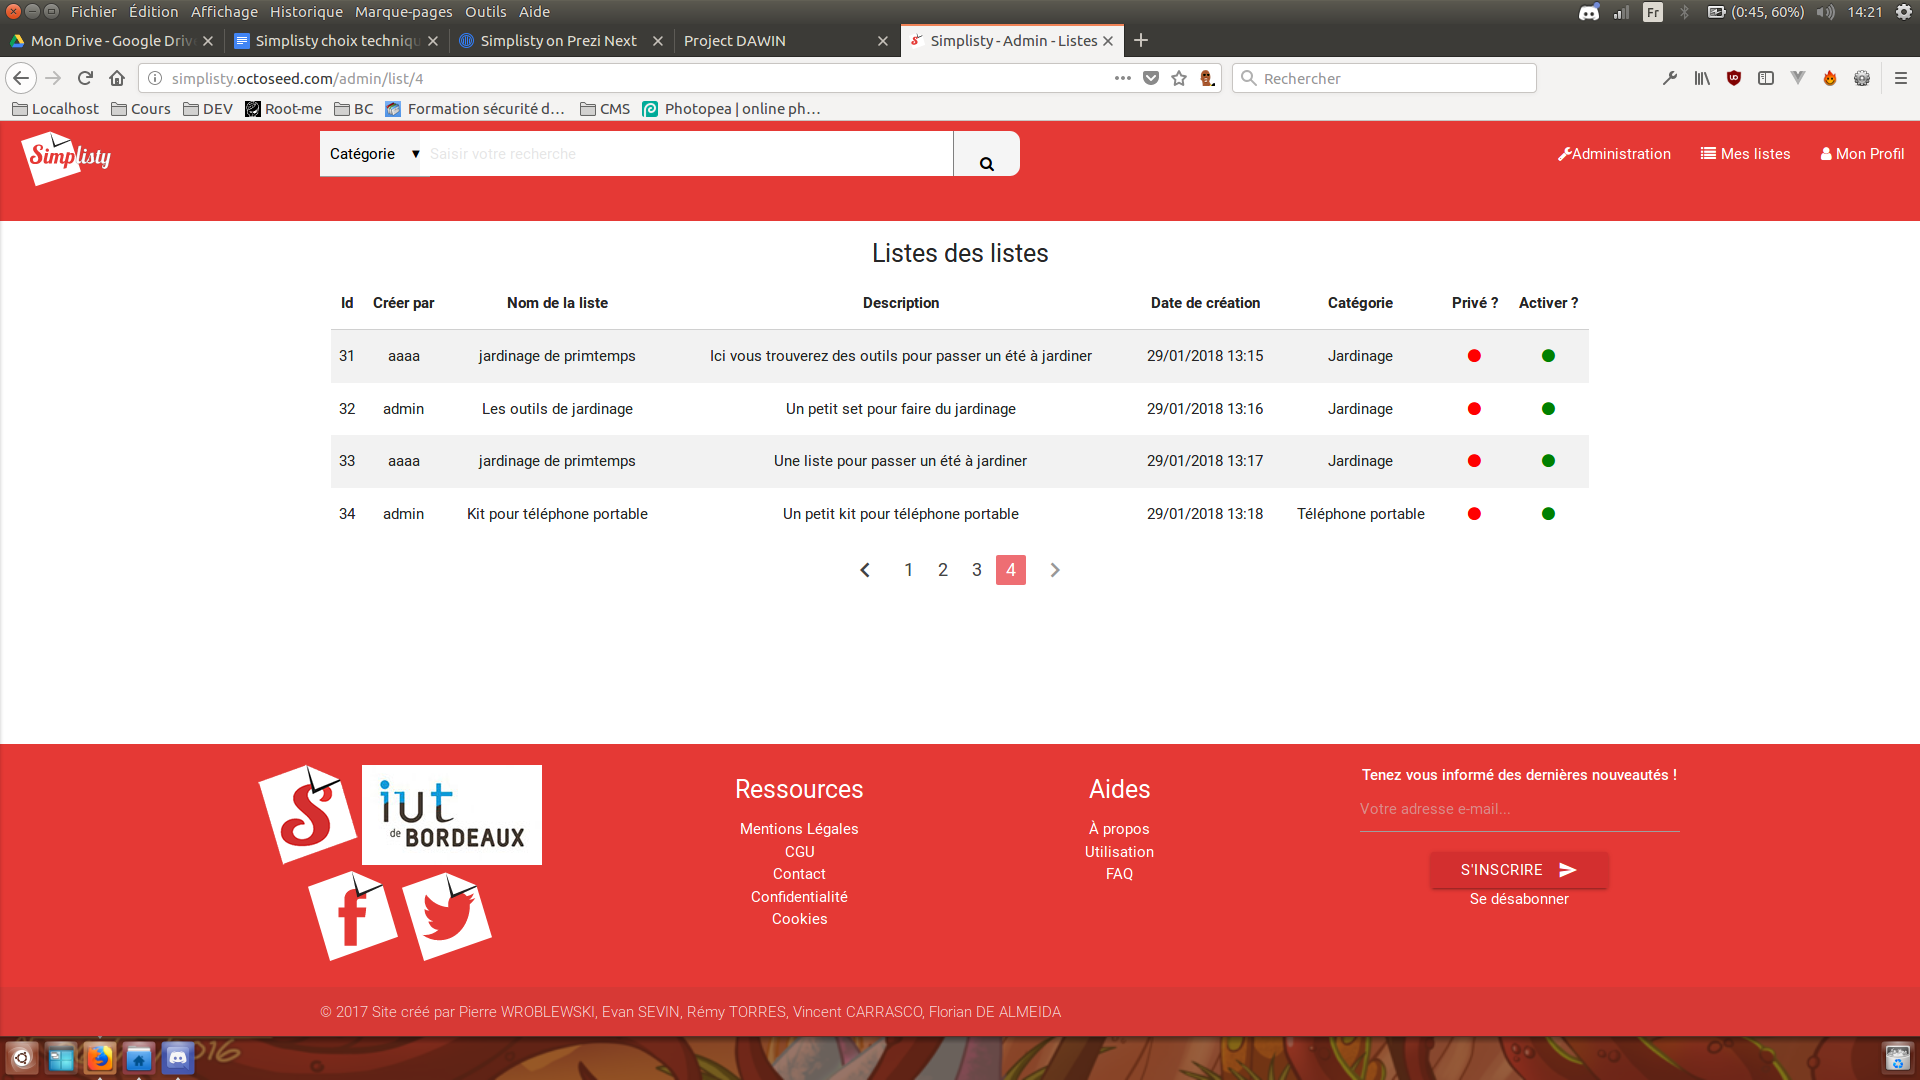 Fichier Édition Affichage Historique Marque-pages Outils Aide
Fr (0:45, 60%) 14:21
Mon Drive - Google Driv
Simplisty choix techniqu
Simplisty on Prezi Next
Project DAWIN
Simplisty - Admin - Listes
simplisty.octoseed.com/admin/list/4
Rechercher
Localhost Cours DEV Root-me BC Formation sécurité d... CMS Photopea | online ph...
Simplisty
Catégorie ▼ Saisir votre recherche
Administration Mes listes Mon Profil
Listes des listes
Id Créer par Nom de la liste Description Date de création Catégorie Privé ? Activer ?
31 aaaa jardinage de primtemps Ici vous trouverez des outils pour passer un été à jardiner 29/01/2018 13:15 Jardinage
32 admin Les outils de jardinage Un petit set pour faire du jardinage 29/01/2018 13:16 Jardinage
33 aaaa jardinage de primtemps Une liste pour passer un été à jardiner 29/01/2018 13:17 Jardinage
34 admin Kit pour téléphone portable Un petit kit pour téléphone portable 29/01/2018 13:18 Téléphone portable
1 2 3 4
S
iut
de BORDEAUX
Ressources
Mentions Légales
CGU
Contact
Confidentialité
Cookies
Aides
À propos
Utilisation
FAQ
Tenez vous informé des dernières nouveautés !
Votre adresse e-mail...
S'INSCRIRE
Se désabonner
© 2017 Site créé par Pierre WROBLEWSKI, Evan SEVIN, Rémy TORRES, Vincent CARRASCO, Florian DE ALMEIDA